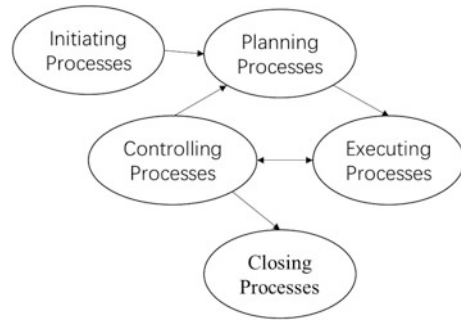 Initiating
Processes
Planning
Processes
Controlling
Processes
Executing
Processes
Closing
Processes